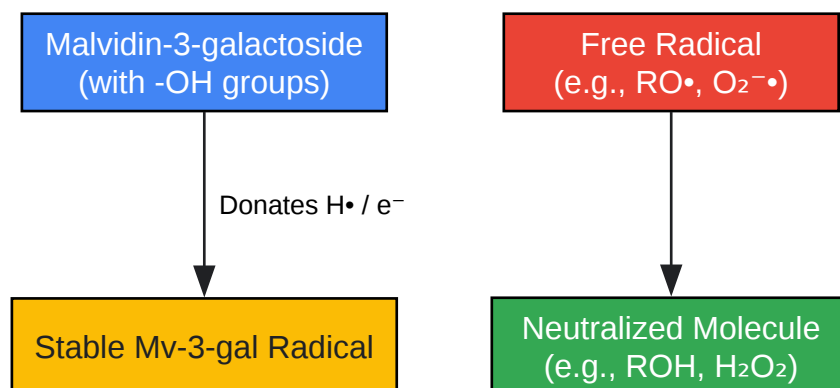 Malvidin-3-galactoside
(with -OH groups)
Free Radical
(e.g., RO•, O₂⁻•)
Donates H• / e⁻
Stable Mv-3-gal Radical
Neutralized Molecule
(e.g., ROH, H₂O₂)